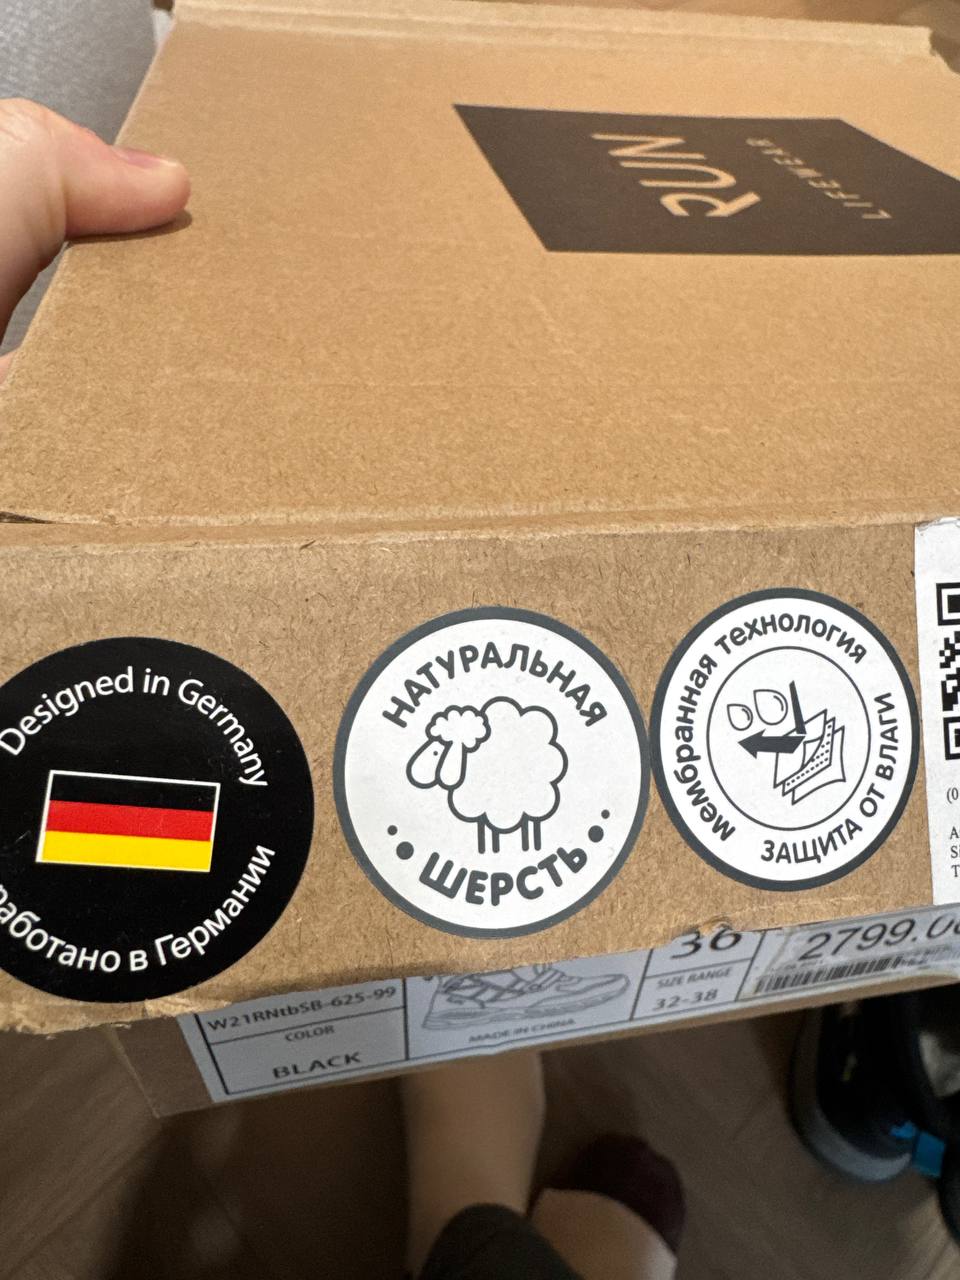 RUN
LIFEWEAR
Designed in Germany
работано в Германии
НАТУРАЛЬНАЯ
ШЕРСТЬ
Мембранная технология
ЗАЩИТА ОТ ВЛАГИ
W21RNtbSB-625-99
COLOR
BLACK
MADE IN CHINA
36
SIZE RANGE
32-38
2799.0